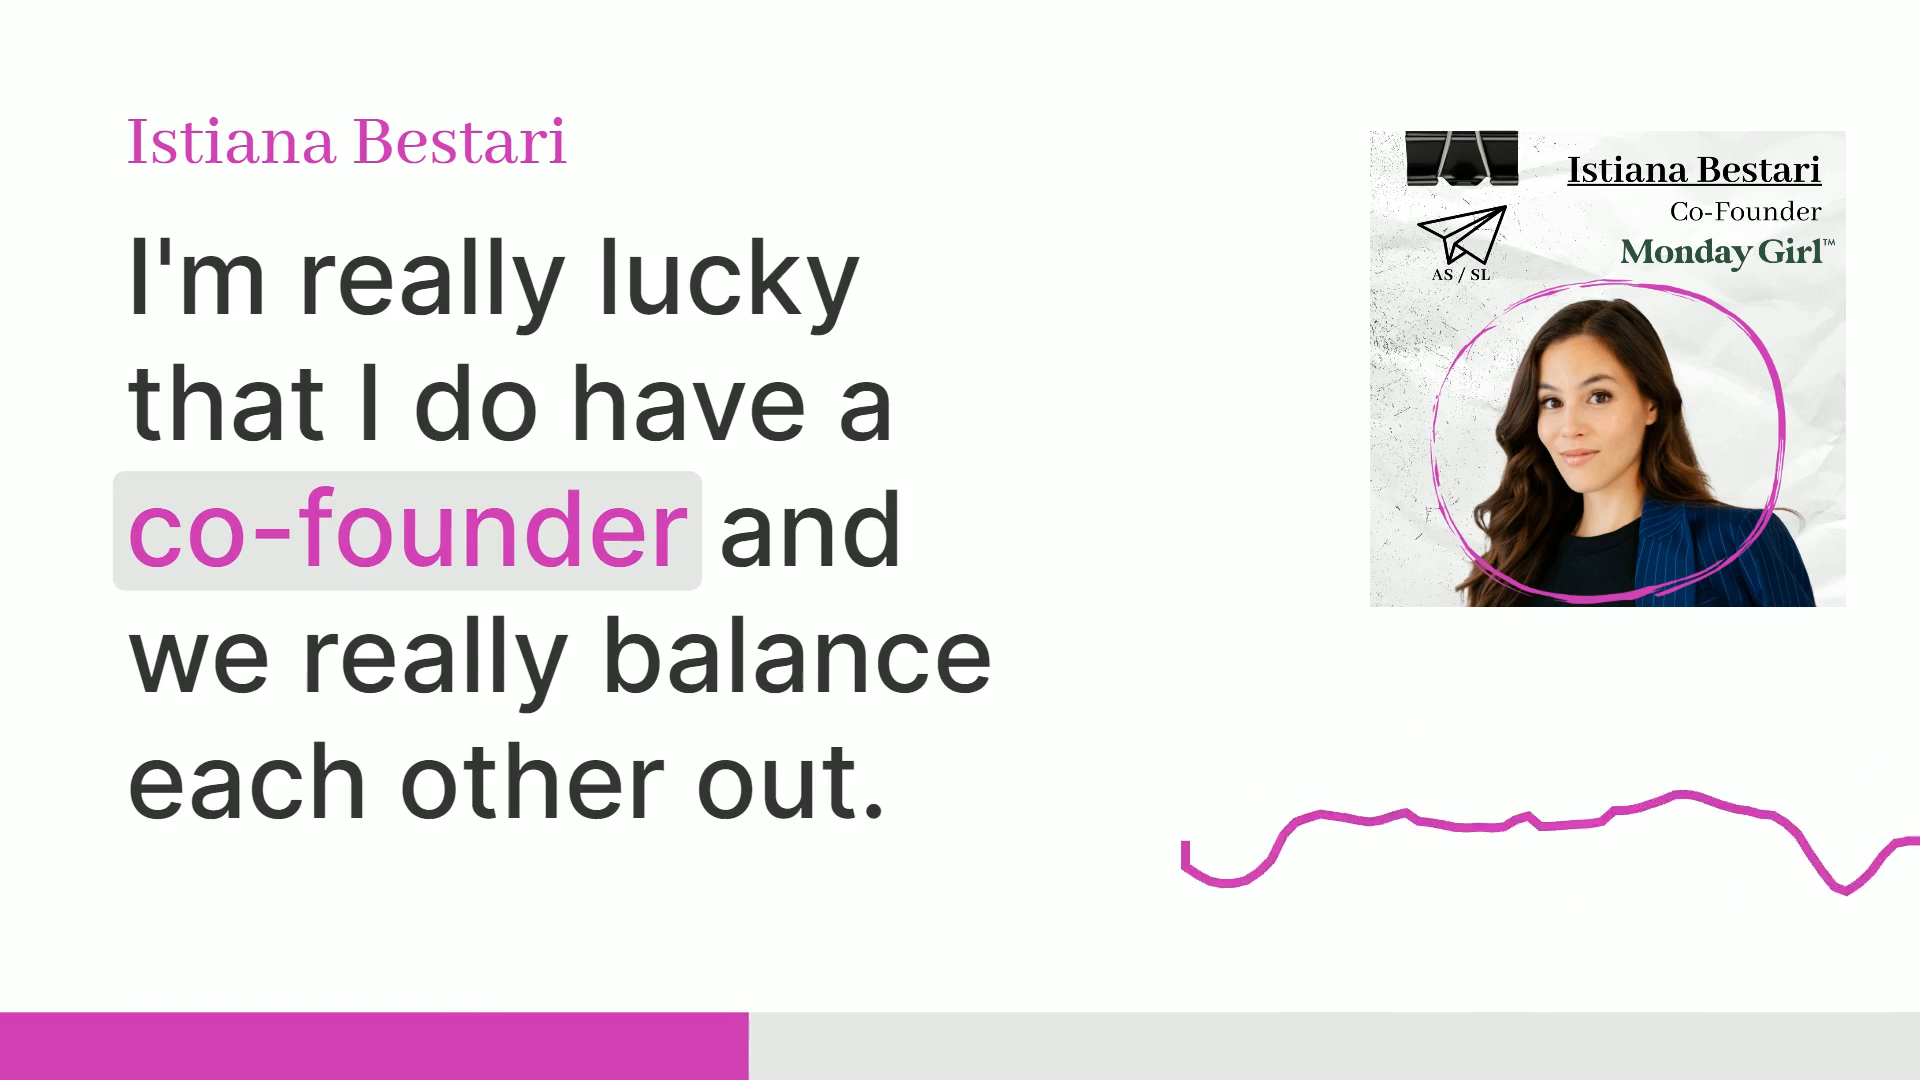 Istiana Bestari
I'm really lucky
that I do have a
co-founder and
we really balance
each other out.
Istiana Bestari
Co-Founder
Monday Girl™
AS / SL